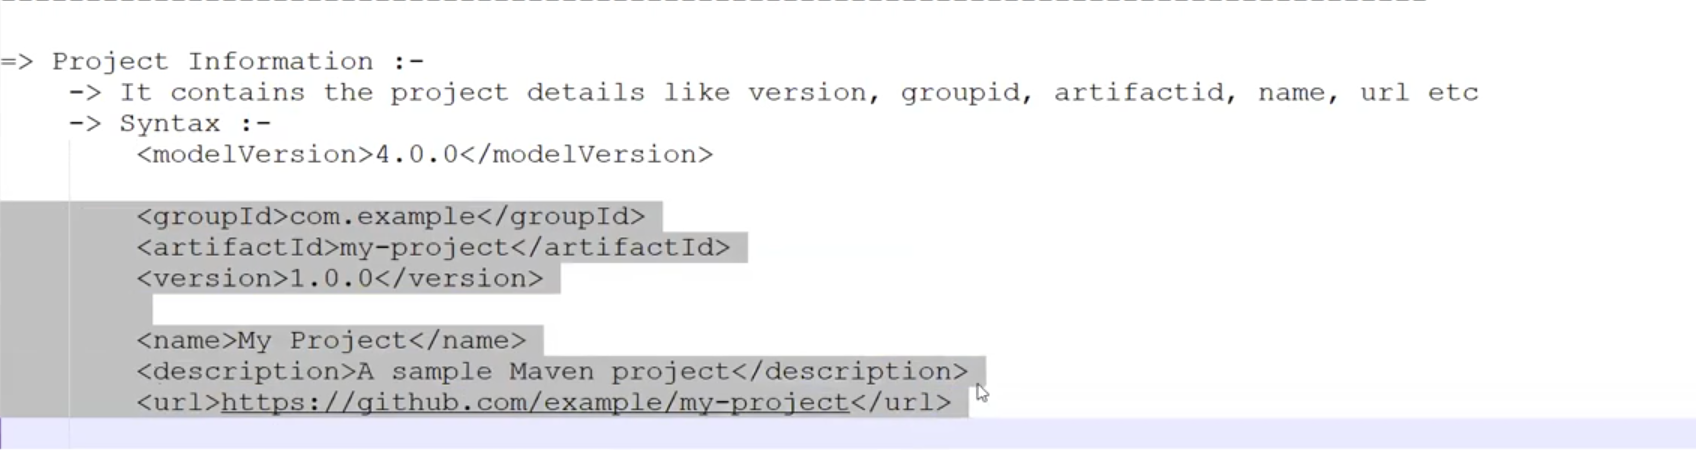 => Project Information :-
-> It contains the project details like version, groupid, artifactid, name, url etc
-> Syntax :-
<modelVersion>4.0.0</modelVersion>
<groupId>com.example</groupId>
<artifactId>my-project</artifactId>
<version>1.0.0</version>
<name>My Project</name>
<description>A sample Maven project</description>
<url>https://github.com/example/my-project</url>